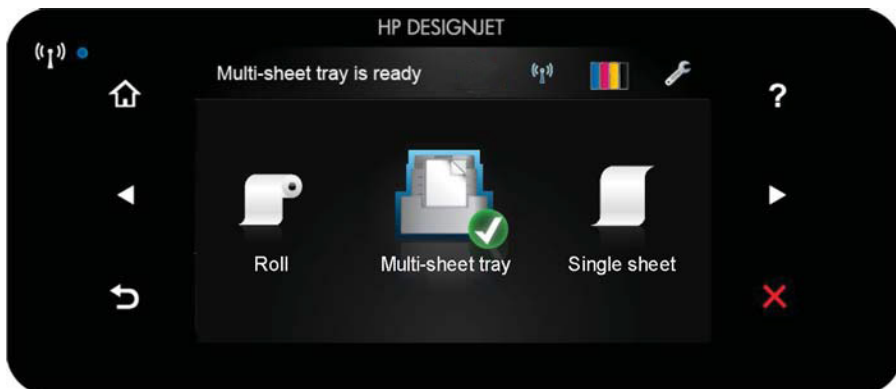 HP DESIGNJET
Multi-sheet tray is ready
?
Roll
Multi-sheet tray
Single sheet